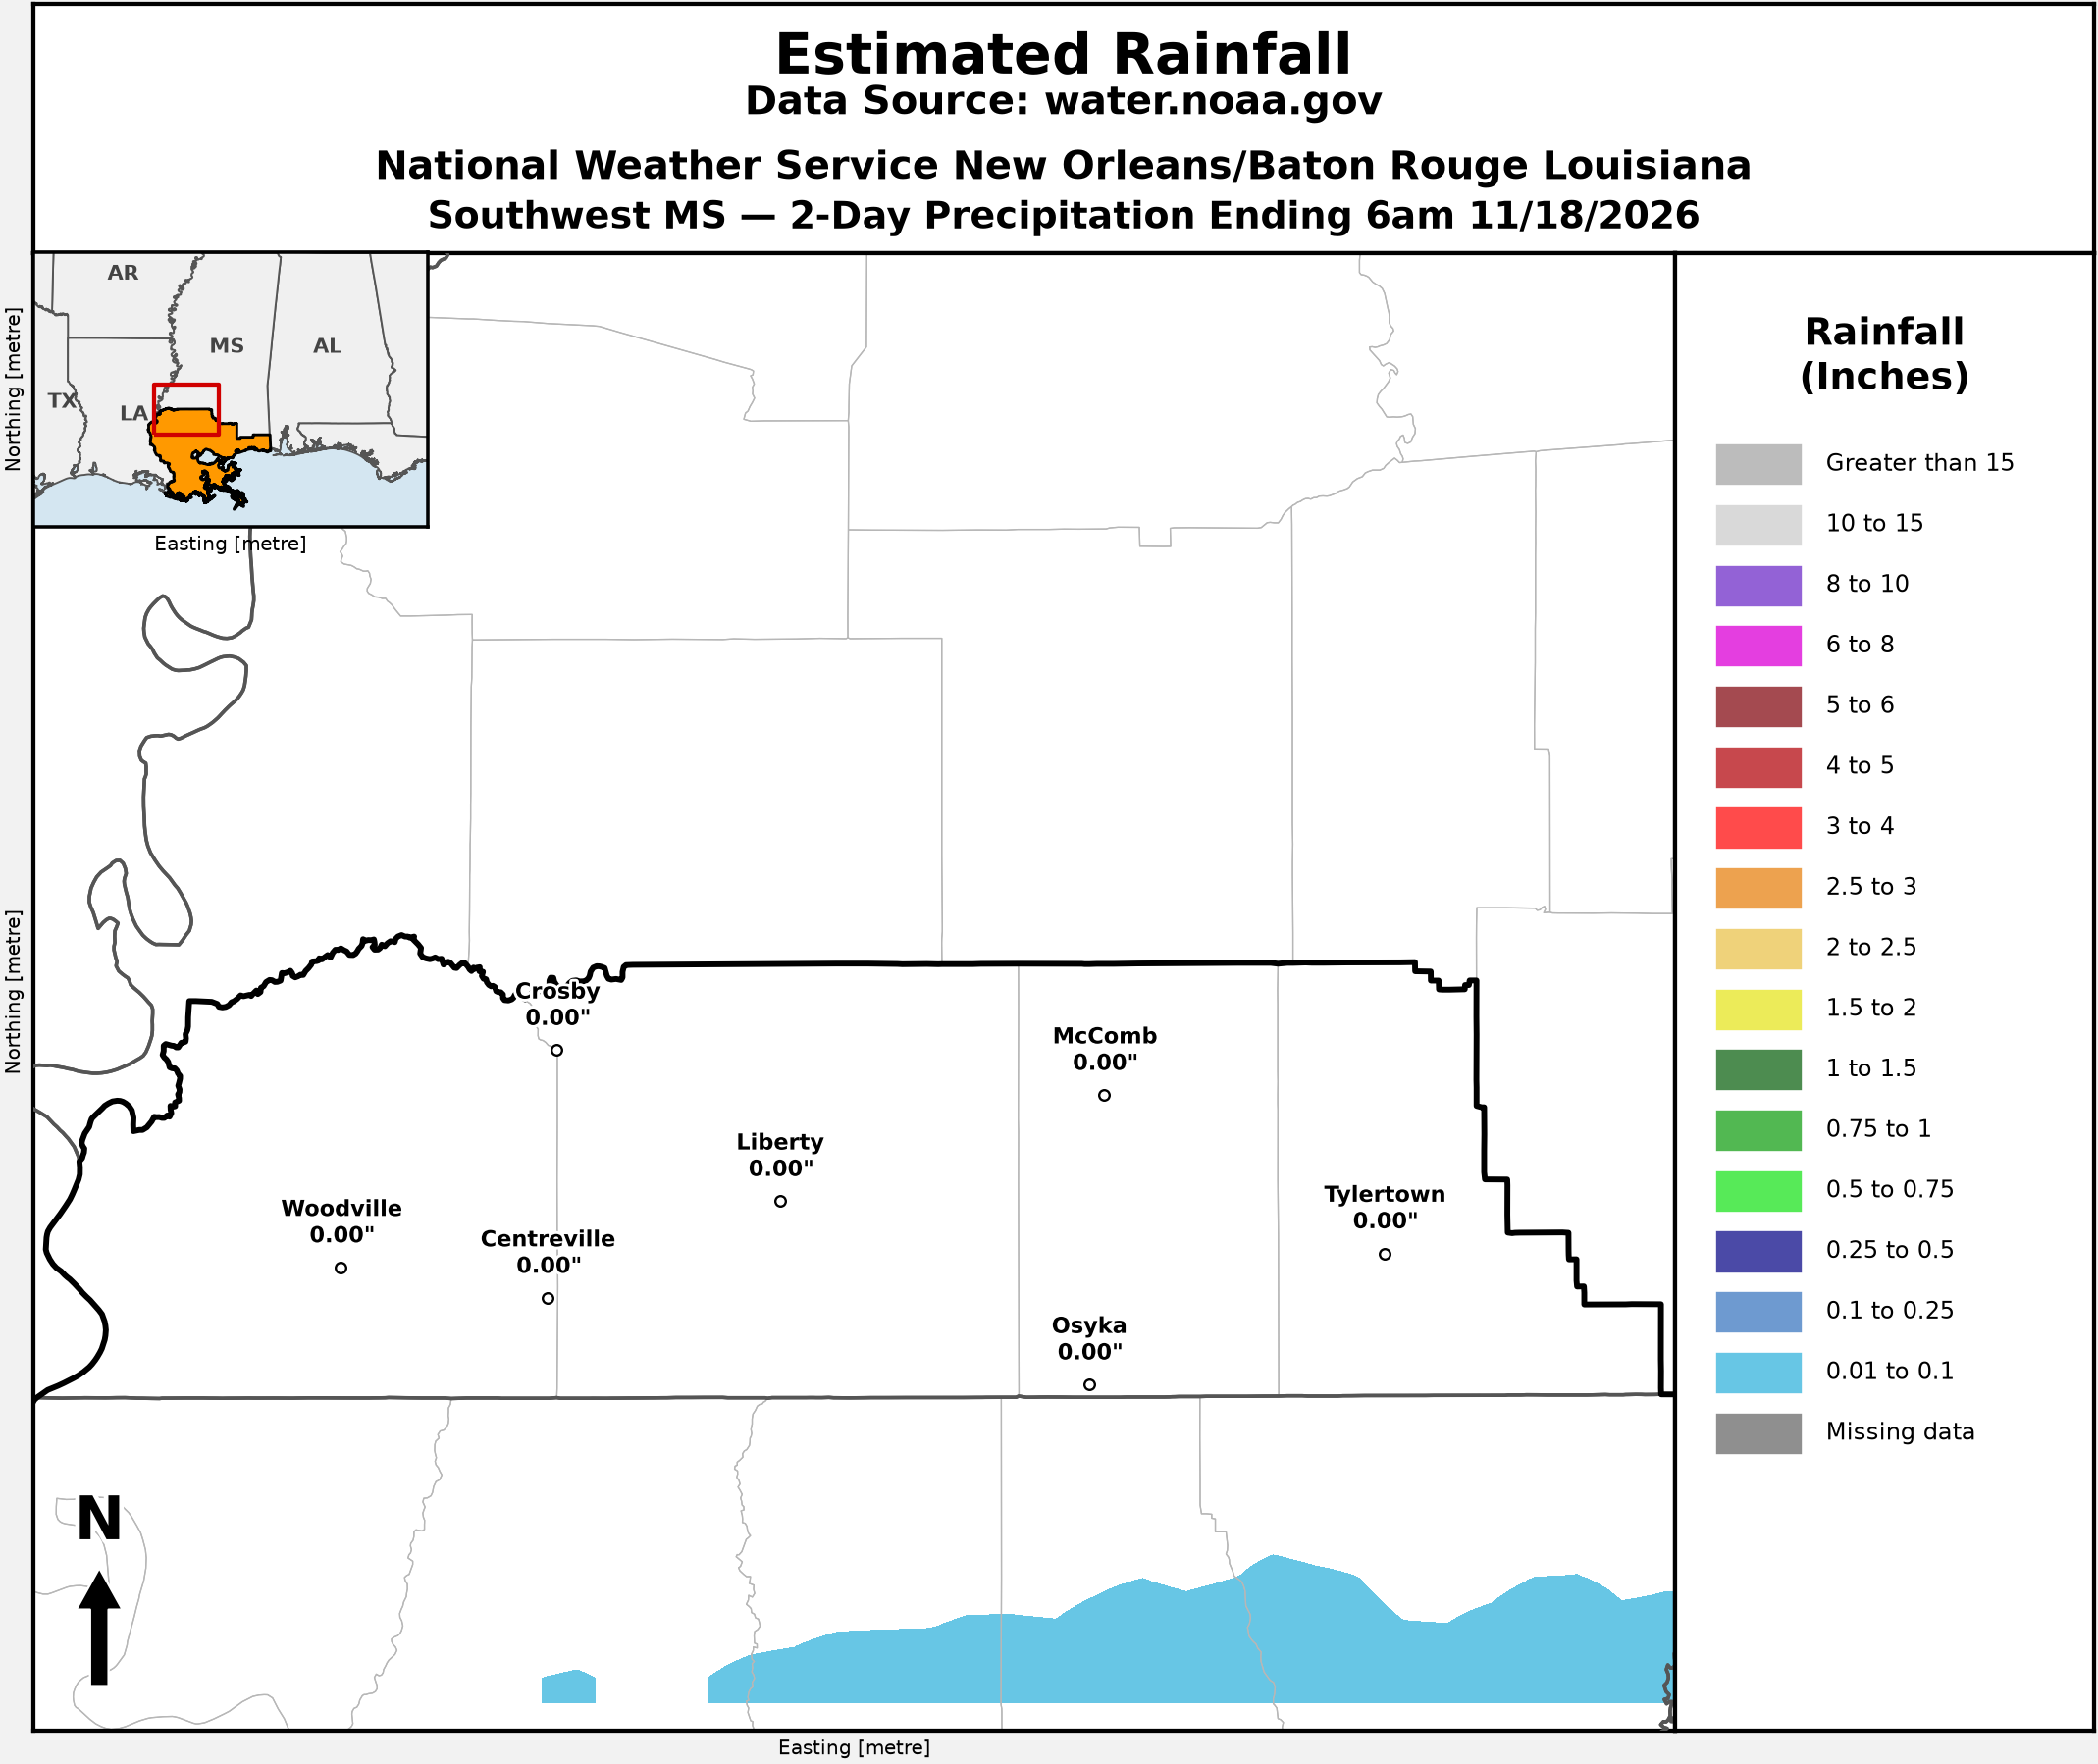 Estimated Rainfall
Data Source: water.noaa.gov
National Weather Service New Orleans/Baton Rouge Louisiana
Southwest MS — 2-Day Precipitation Ending 6am 11/18/2026
AR
MS
AL
TX
LA
Northing [metre]
Easting [metre]
Rainfall
(Inches)
Greater than 15
10 to 15
8 to 10
6 to 8
5 to 6
4 to 5
3 to 4
2.5 to 3
2 to 2.5
1.5 to 2
1 to 1.5
0.75 to 1
0.5 to 0.75
0.25 to 0.5
0.1 to 0.25
0.01 to 0.1
Missing data
Northing [metre]
Crosby
0.00"
McComb
0.00"
Liberty
0.00"
Tylertown
0.00"
Woodville
0.00"
Centreville
0.00"
Osyka
0.00"
N
Easting [metre]